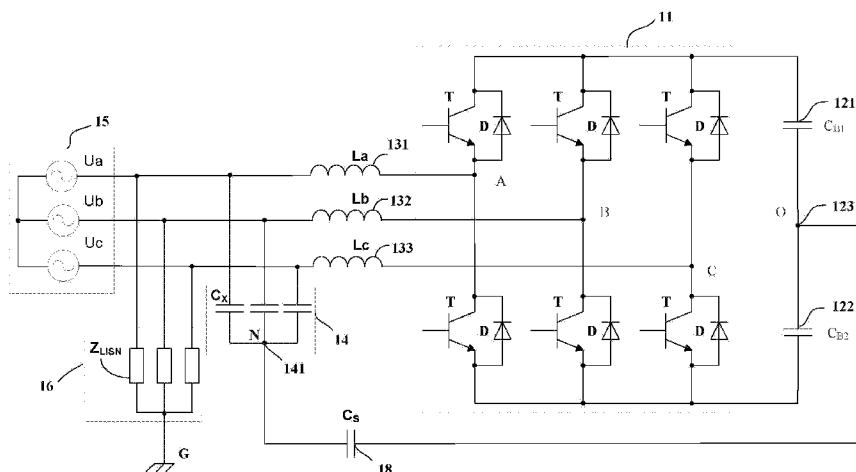 11
15
T
T
T
121
D
D
D
C_B1
Ua
La
131
A
Ub
Lb
132
B
O
123
Uc
Lc
133
C
C_X
T
T
T
122
N
14
D
D
D
C_B2
Z_LISN
141
16
C_S
G
18